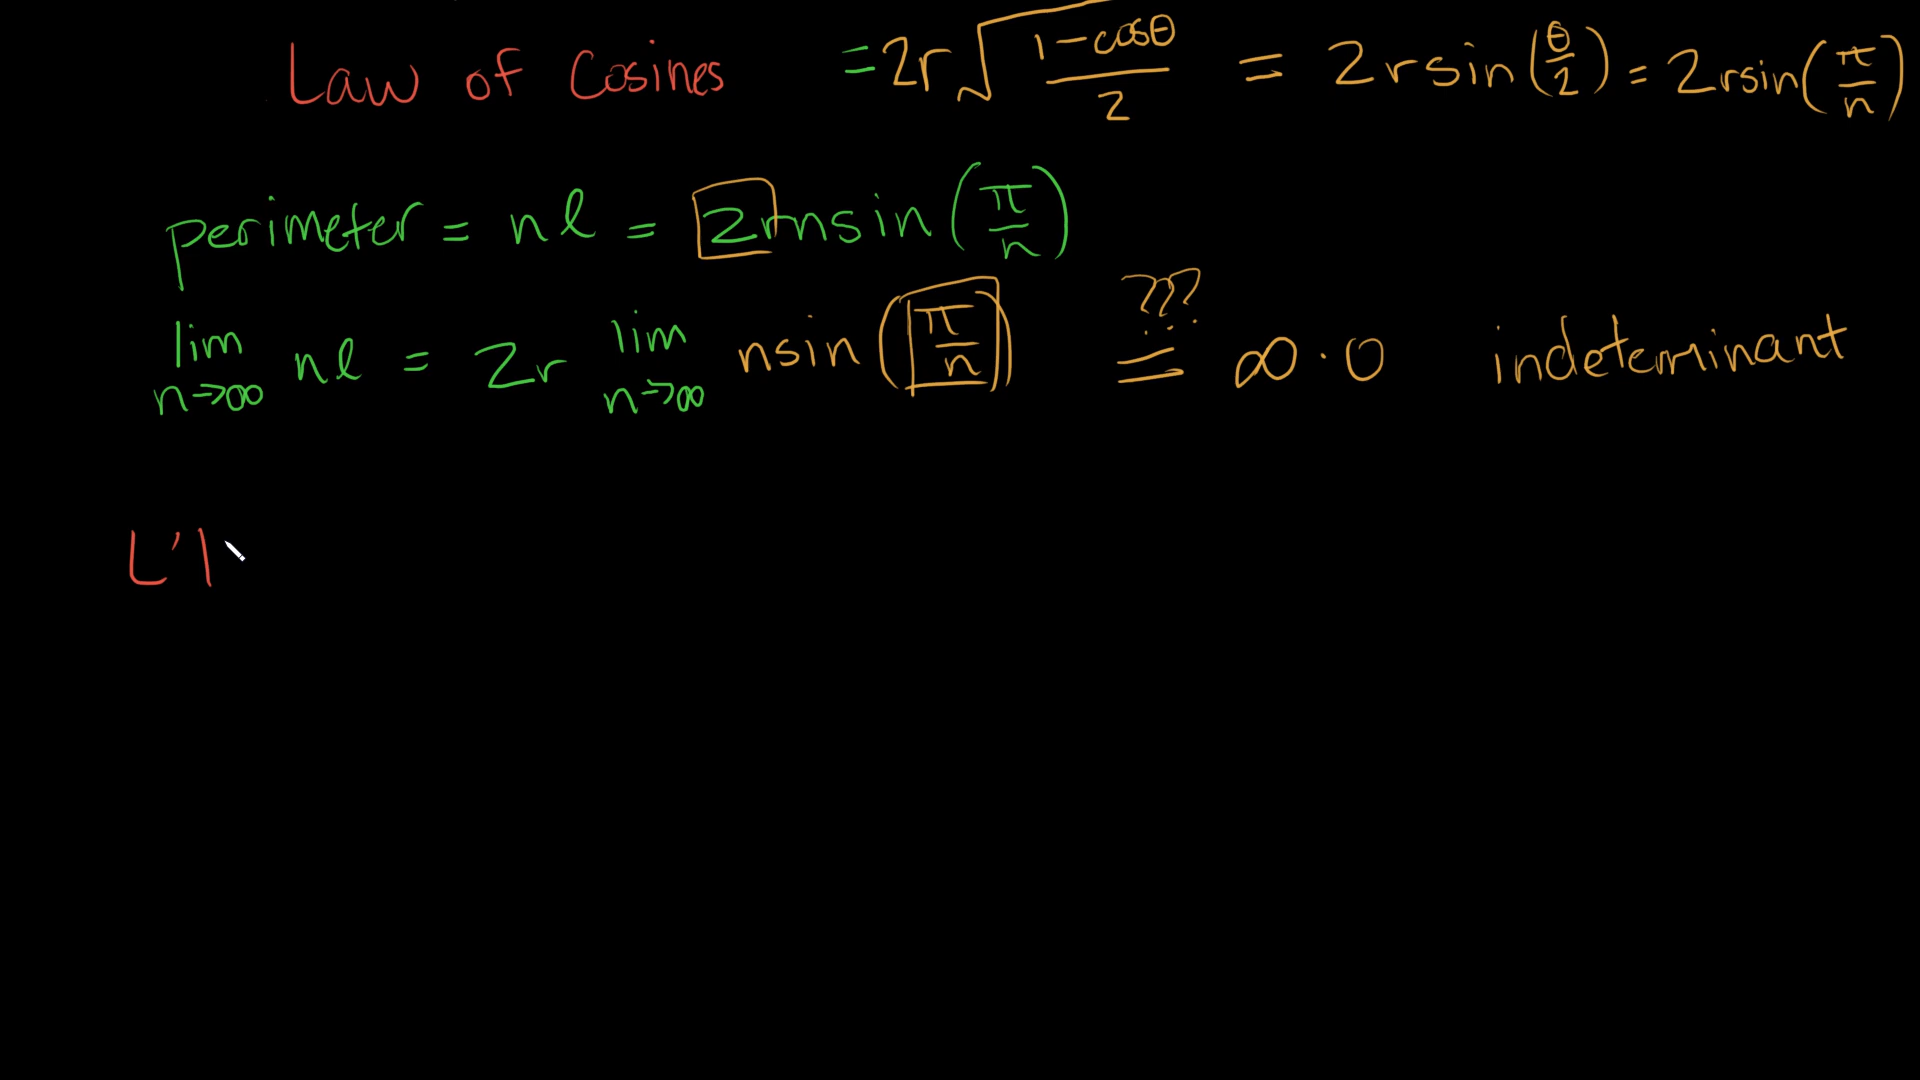 Law of Cosines = 2r√((1-cosθ)/2) = 2rsin(θ/2) = 2rsin(π/n)
perimeter = nl = 2rnsin(π/n)
lim n→∞ nl = 2r lim n→∞ nsin(π/n) ??? = ∞·0 indeterminant
L'